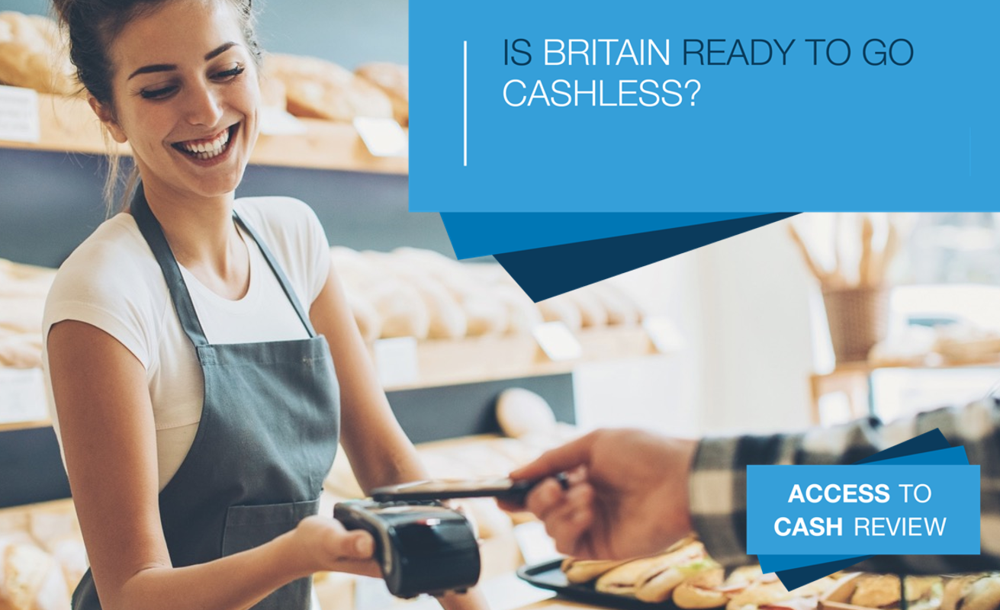 IS BRITAIN READY TO GO
CASHLESS?
ACCESS TO
CASH REVIEW